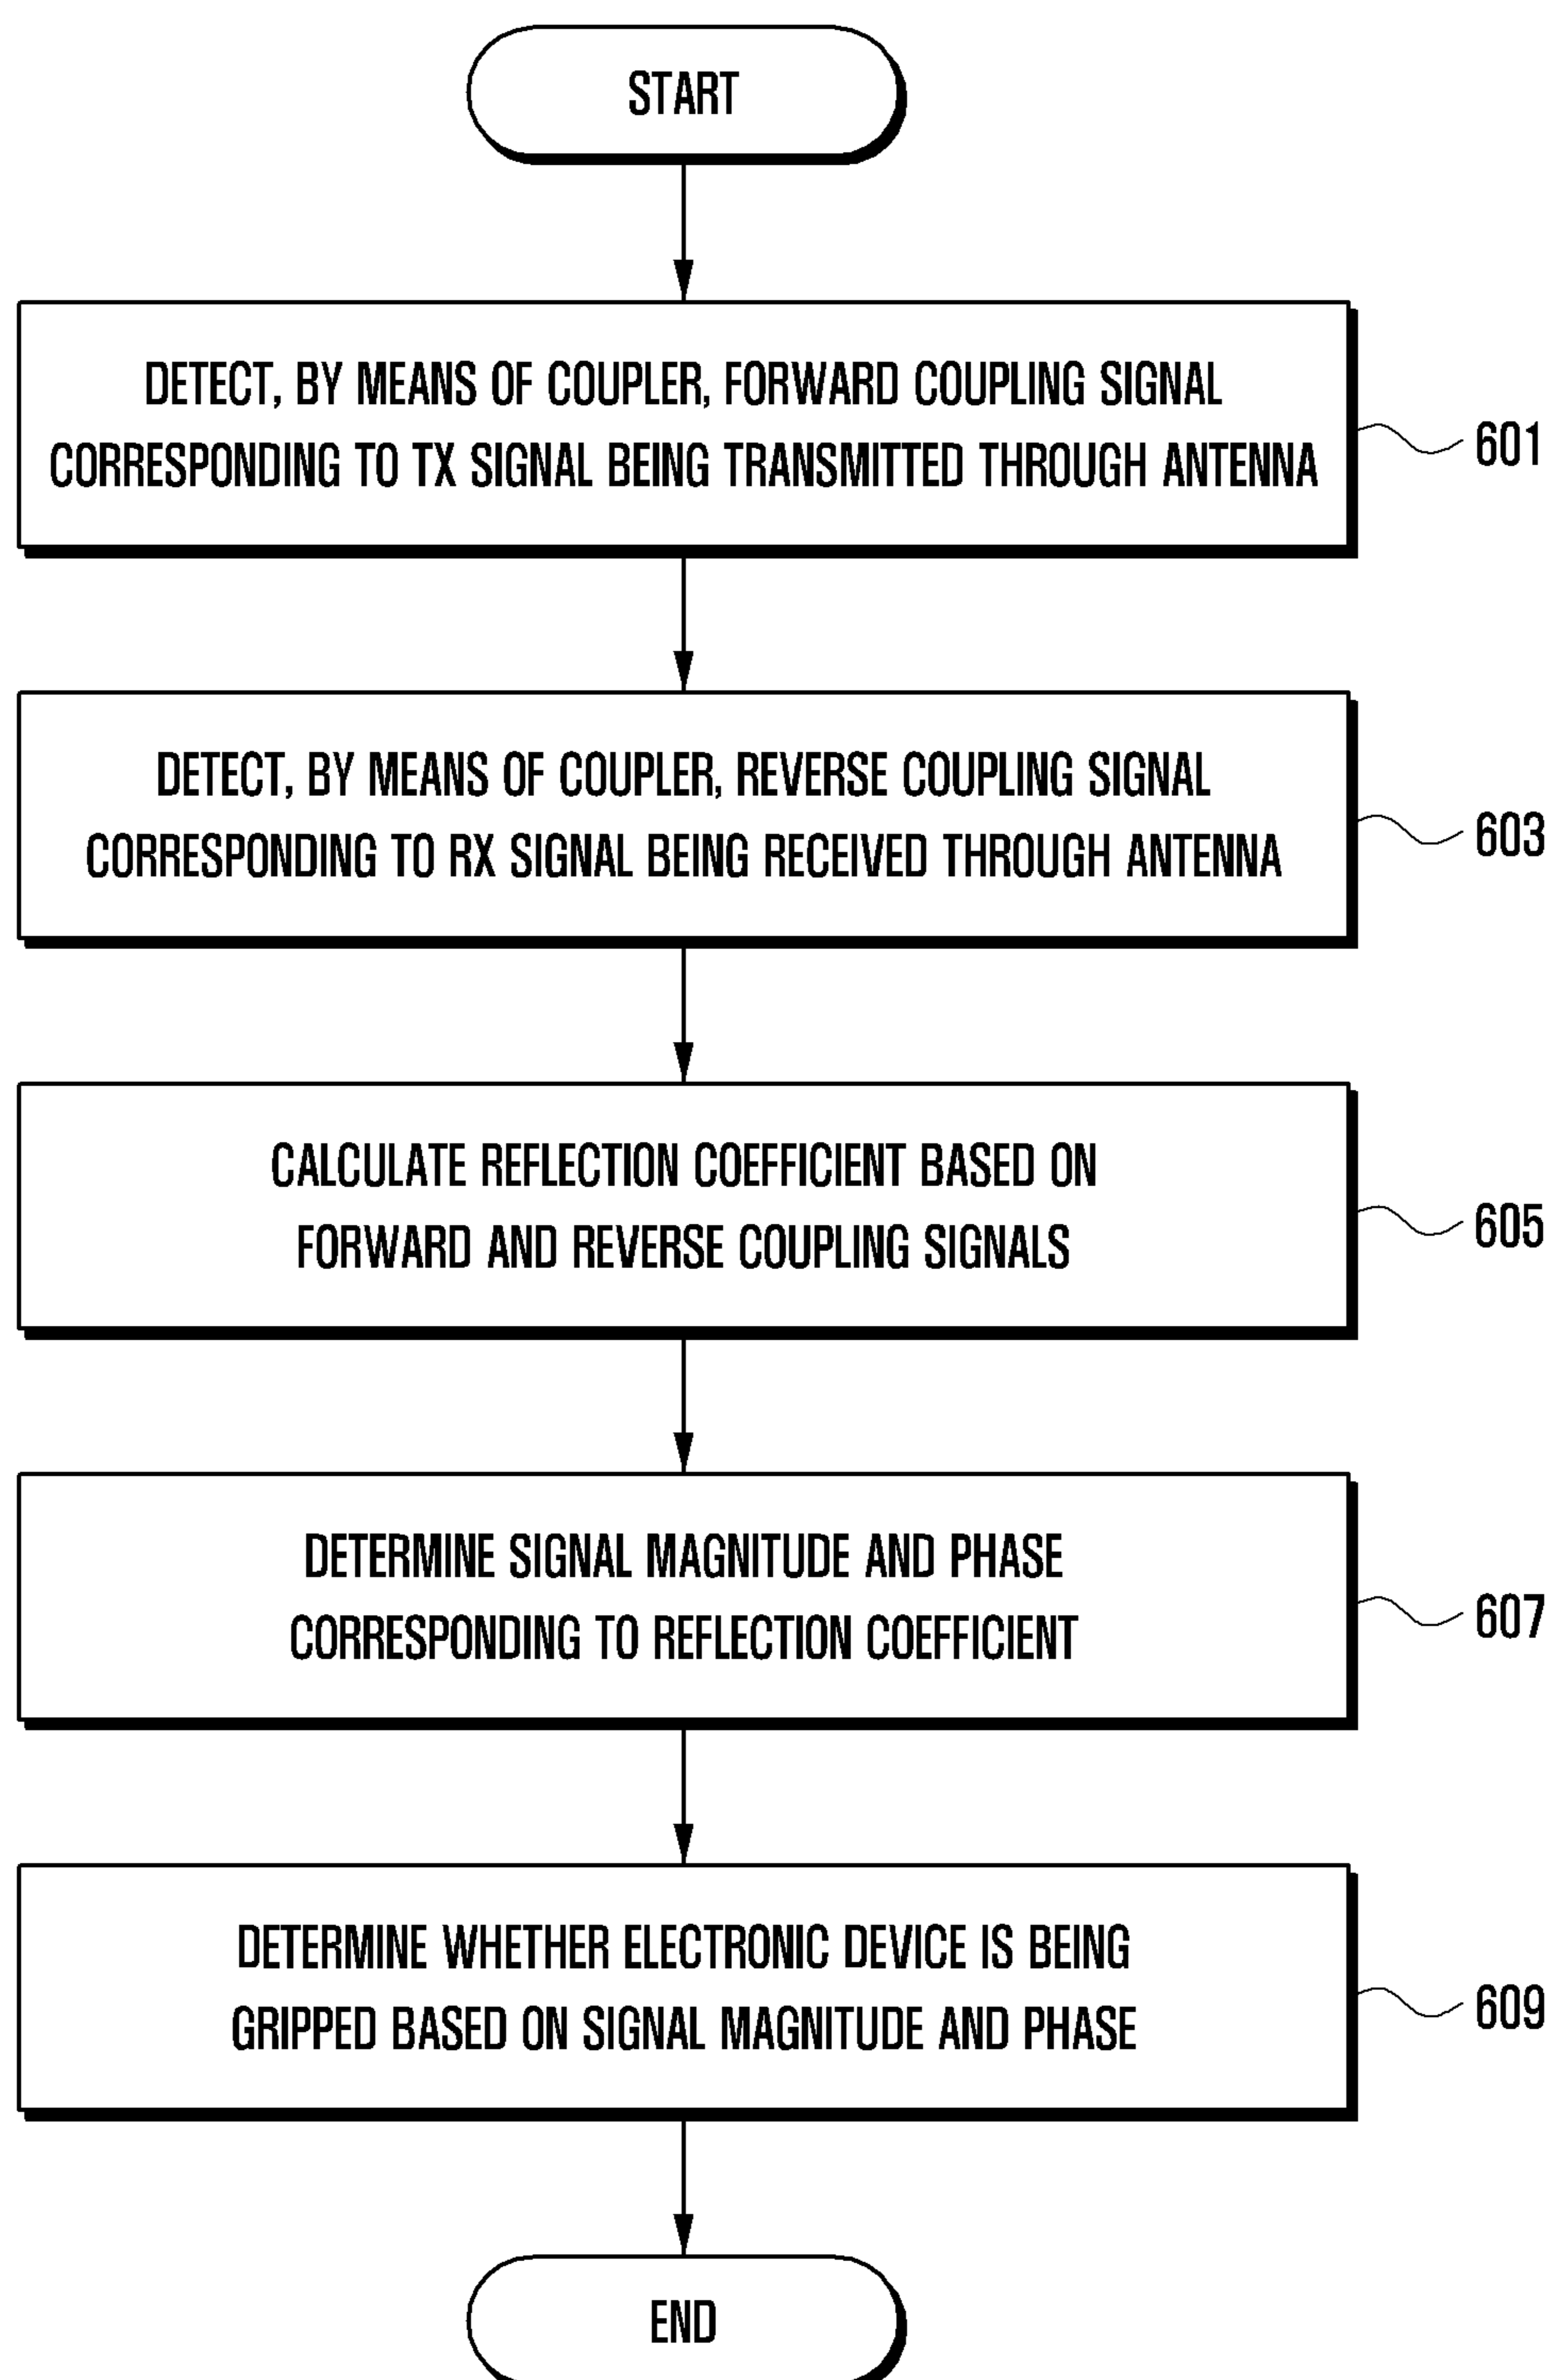 START
DETECT, BY MEANS OF COUPLER, FORWARD COUPLING SIGNAL
CORRESPONDING TO TX SIGNAL BEING TRANSMITTED THROUGH ANTENNA
601
DETECT, BY MEANS OF COUPLER, REVERSE COUPLING SIGNAL
CORRESPONDING TO RX SIGNAL BEING RECEIVED THROUGH ANTENNA
603
CALCULATE REFLECTION COEFFICIENT BASED ON
FORWARD AND REVERSE COUPLING SIGNALS
605
DETERMINE SIGNAL MAGNITUDE AND PHASE
CORRESPONDING TO REFLECTION COEFFICIENT
607
DETERMINE WHETHER ELECTRONIC DEVICE IS BEING
GRIPPED BASED ON SIGNAL MAGNITUDE AND PHASE
609
END